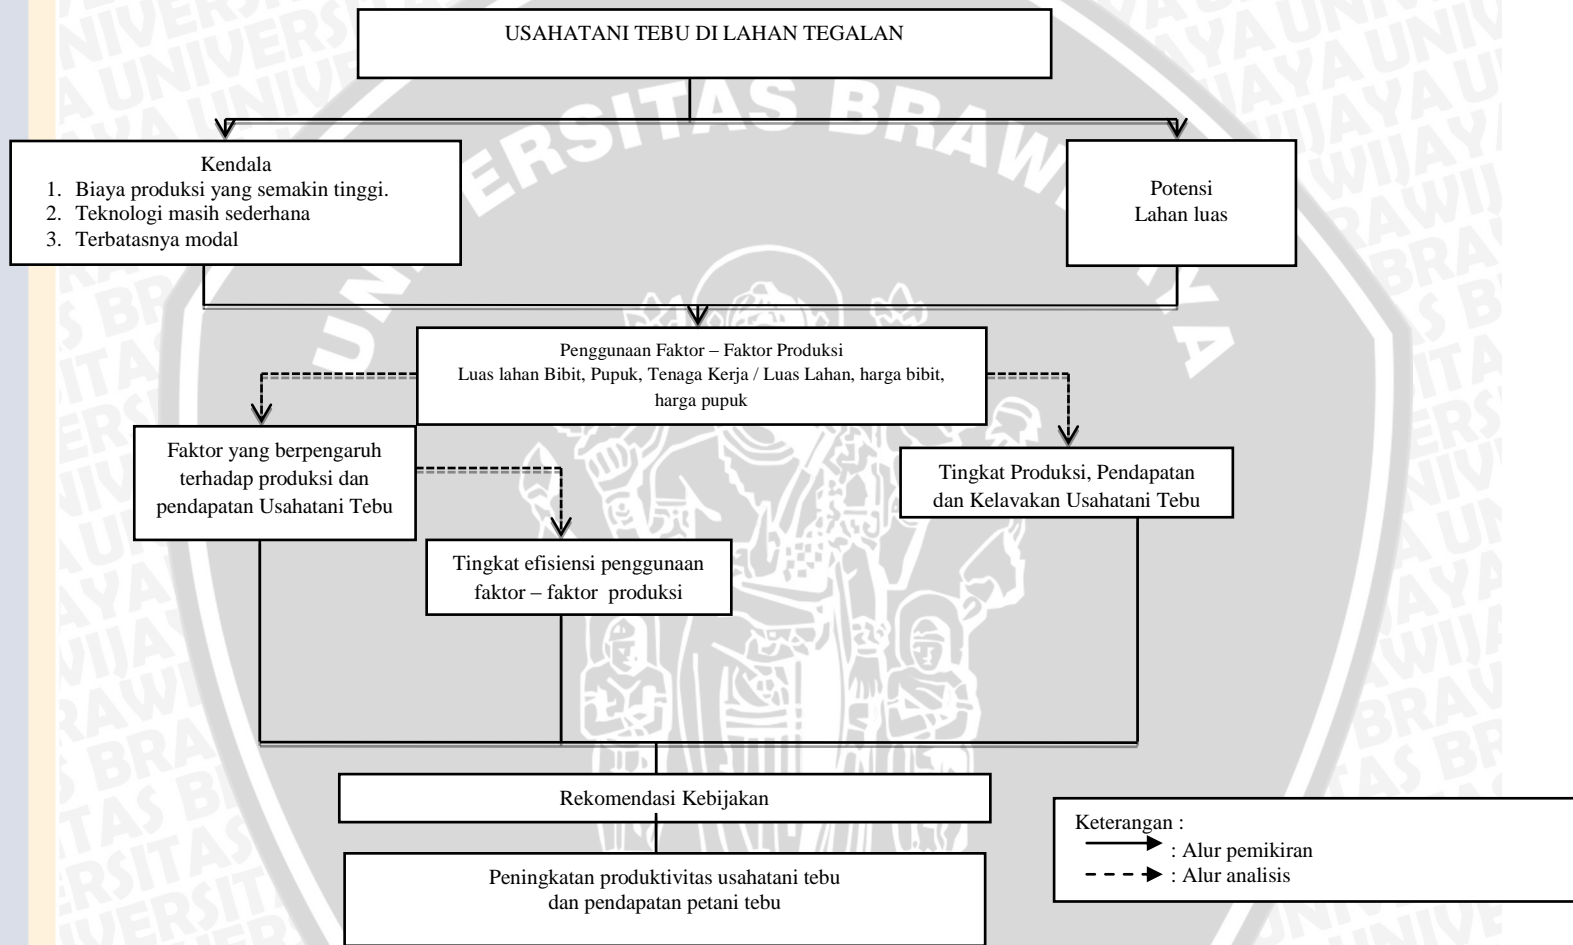 USAHATANI TEBU DI LAHAN TEGALAN
Kendala
1. Biaya produksi yang semakin tinggi.
2. Teknologi masih sederhana
3. Terbatasnya modal
Potensi
Lahan luas
Penggunaan Faktor – Faktor Produksi
Luas lahan Bibit, Pupuk, Tenaga Kerja / Luas Lahan, harga bibit,
harga pupuk
Faktor yang berpengaruh
terhadap produksi dan
pendapatan Usahatani Tebu
Tingkat Produksi, Pendapatan
dan Kelavakan Usahatani Tebu
Tingkat efisiensi penggunaan
faktor – faktor produksi
Rekomendasi Kebijakan
Peningkatan produktivitas usahatani tebu
dan pendapatan petani tebu
Keterangan :
: Alur pemikiran
: Alur analisis